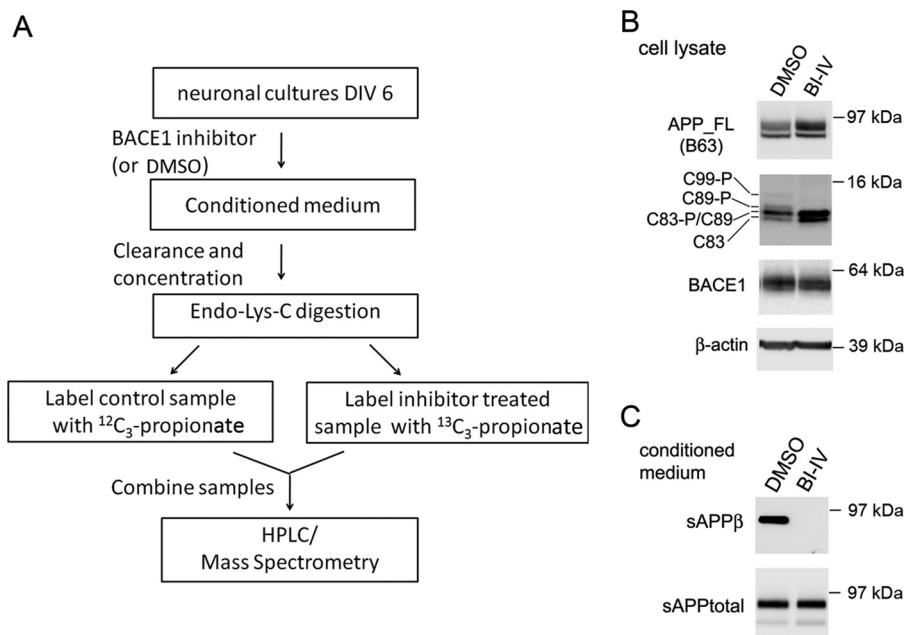 A
neuronal cultures DIV 6
BACE1 inhibitor
(or DMSO)
Conditioned medium
Clearance and
concentration
Endo-Lys-C digestion
Label control sample
with ¹²C₃-propionate
Label inhibitor treated
sample with ¹³C₃-propionate
Combine samples
HPLC/
Mass Spectrometry
B
cell lysate
DMSO
BI-IV
APP_FL
(B63)
97 kDa
C99-P
C89-P
C83-P/C89
C83
16 kDa
BACE1
64 kDa
β-actin
39 kDa
C
conditioned
medium
DMSO
BI-IV
sAPPβ
97 kDa
sAPPtotal
97 kDa